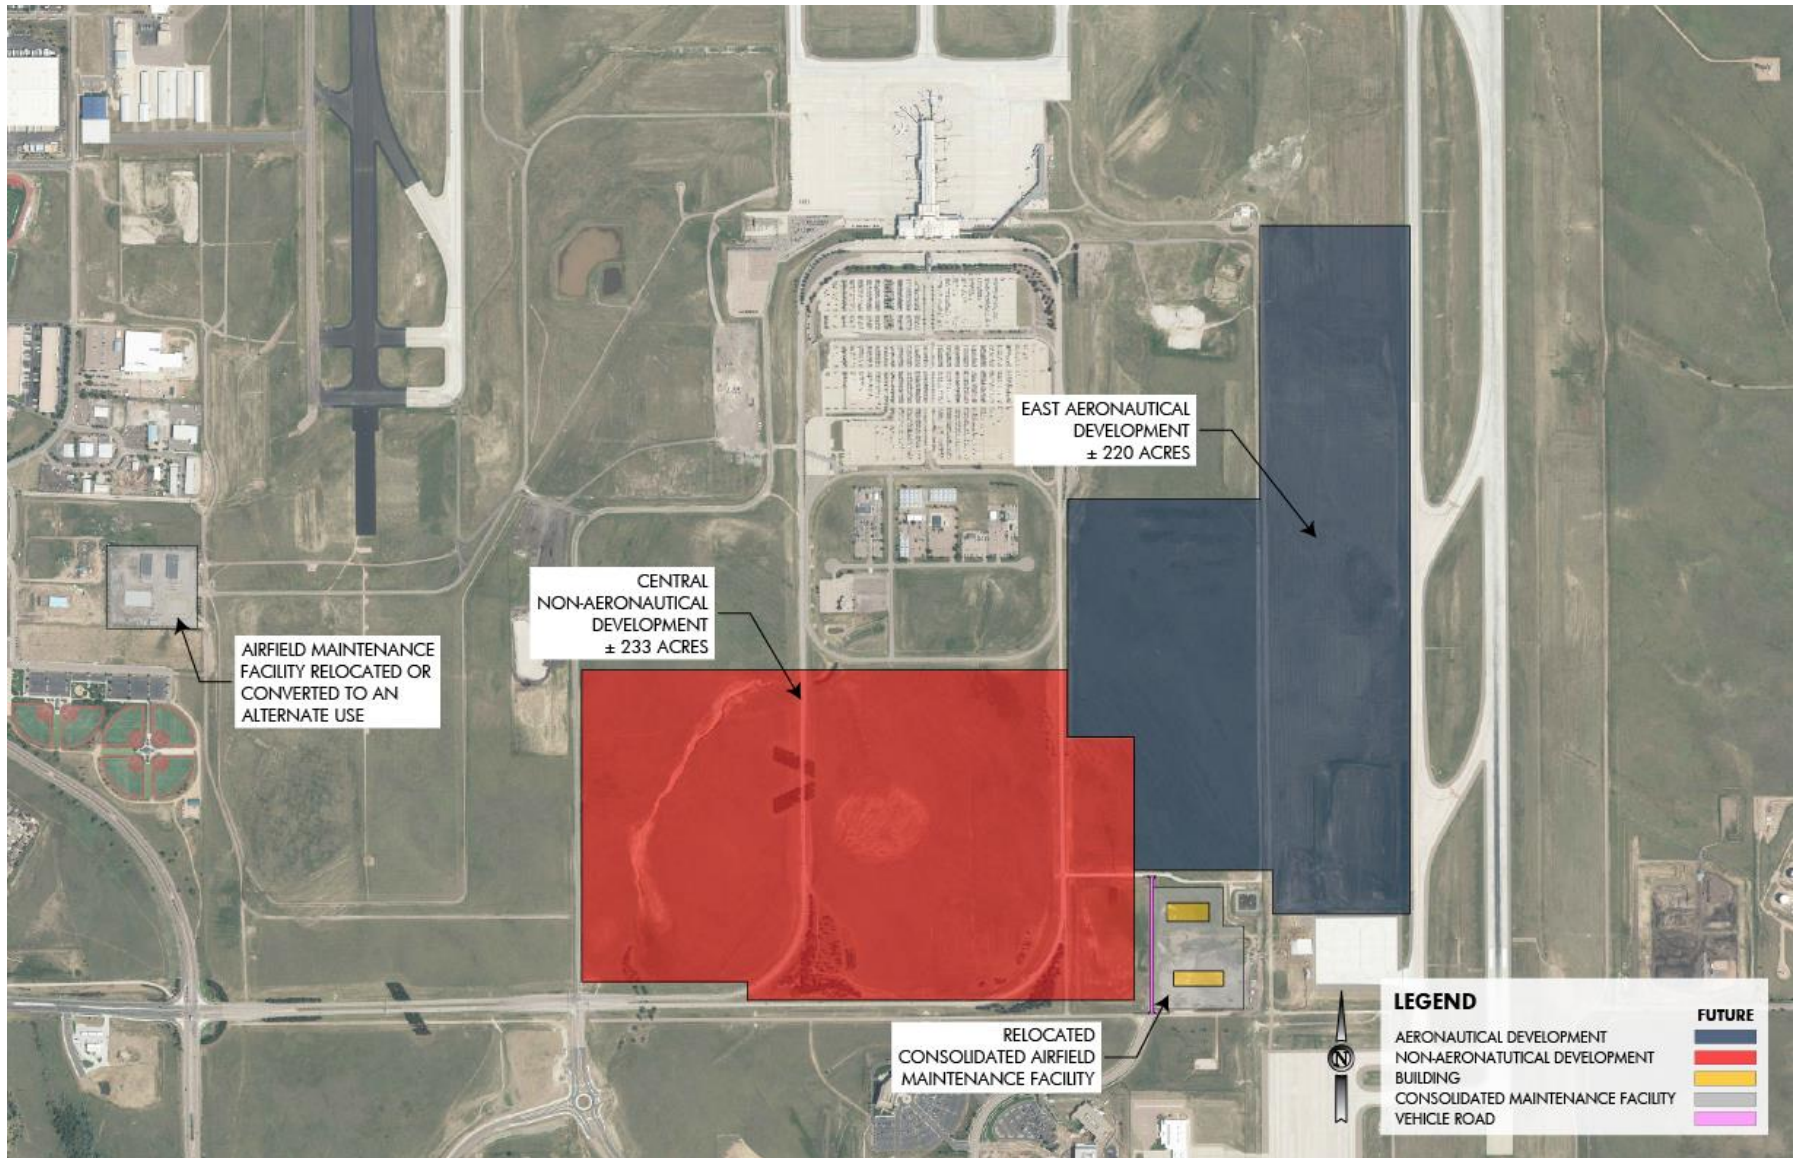 EAST AERONAUTICAL
DEVELOPMENT
± 220 ACRES
CENTRAL
NON-AERONAUTICAL
DEVELOPMENT
± 233 ACRES
AIRFIELD MAINTENANCE
FACILITY RELOCATED OR
CONVERTED TO AN
ALTERNATE USE
RELOCATED
CONSOLIDATED AIRFIELD
MAINTENANCE FACILITY
N
LEGEND
FUTURE
AERONAUTICAL DEVELOPMENT
NON-AERONATUTICAL DEVELOPMENT
BUILDING
CONSOLIDATED MAINTENANCE FACILITY
VEHICLE ROAD